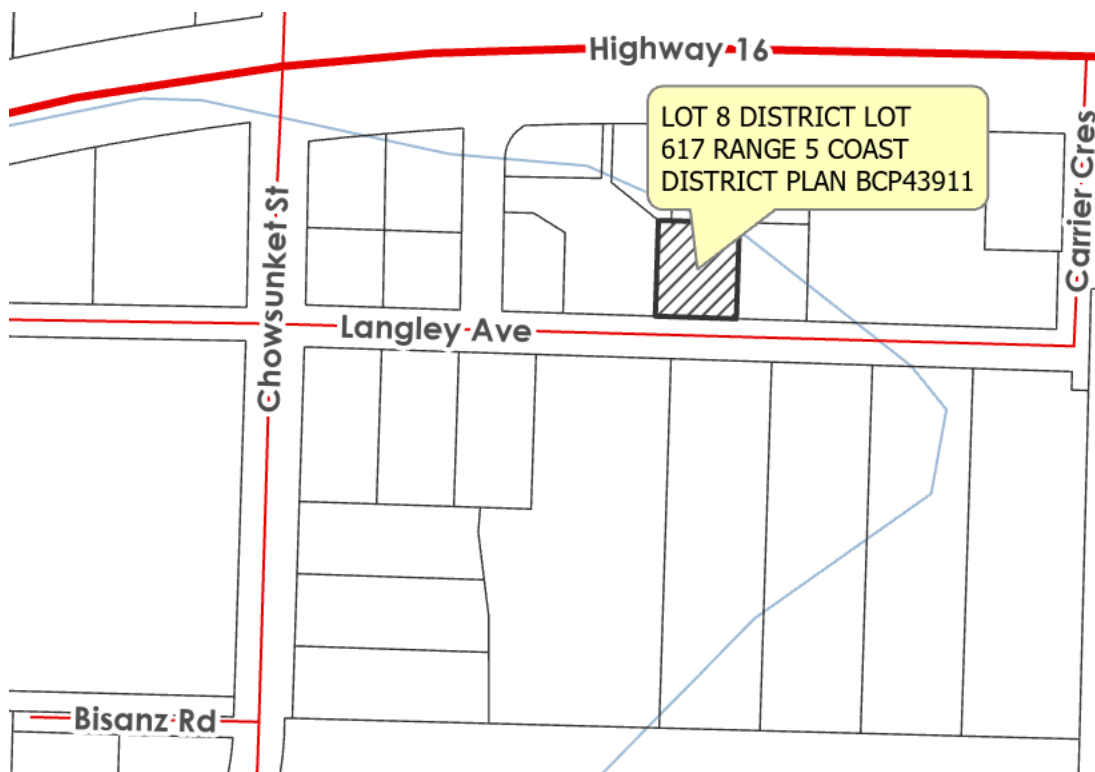 Highway 16
LOT 8 DISTRICT LOT
617 RANGE 5 COAST
DISTRICT PLAN BCP43911
Carrier Cres
Chowsunket St
Langley Ave
Bisanz Rd